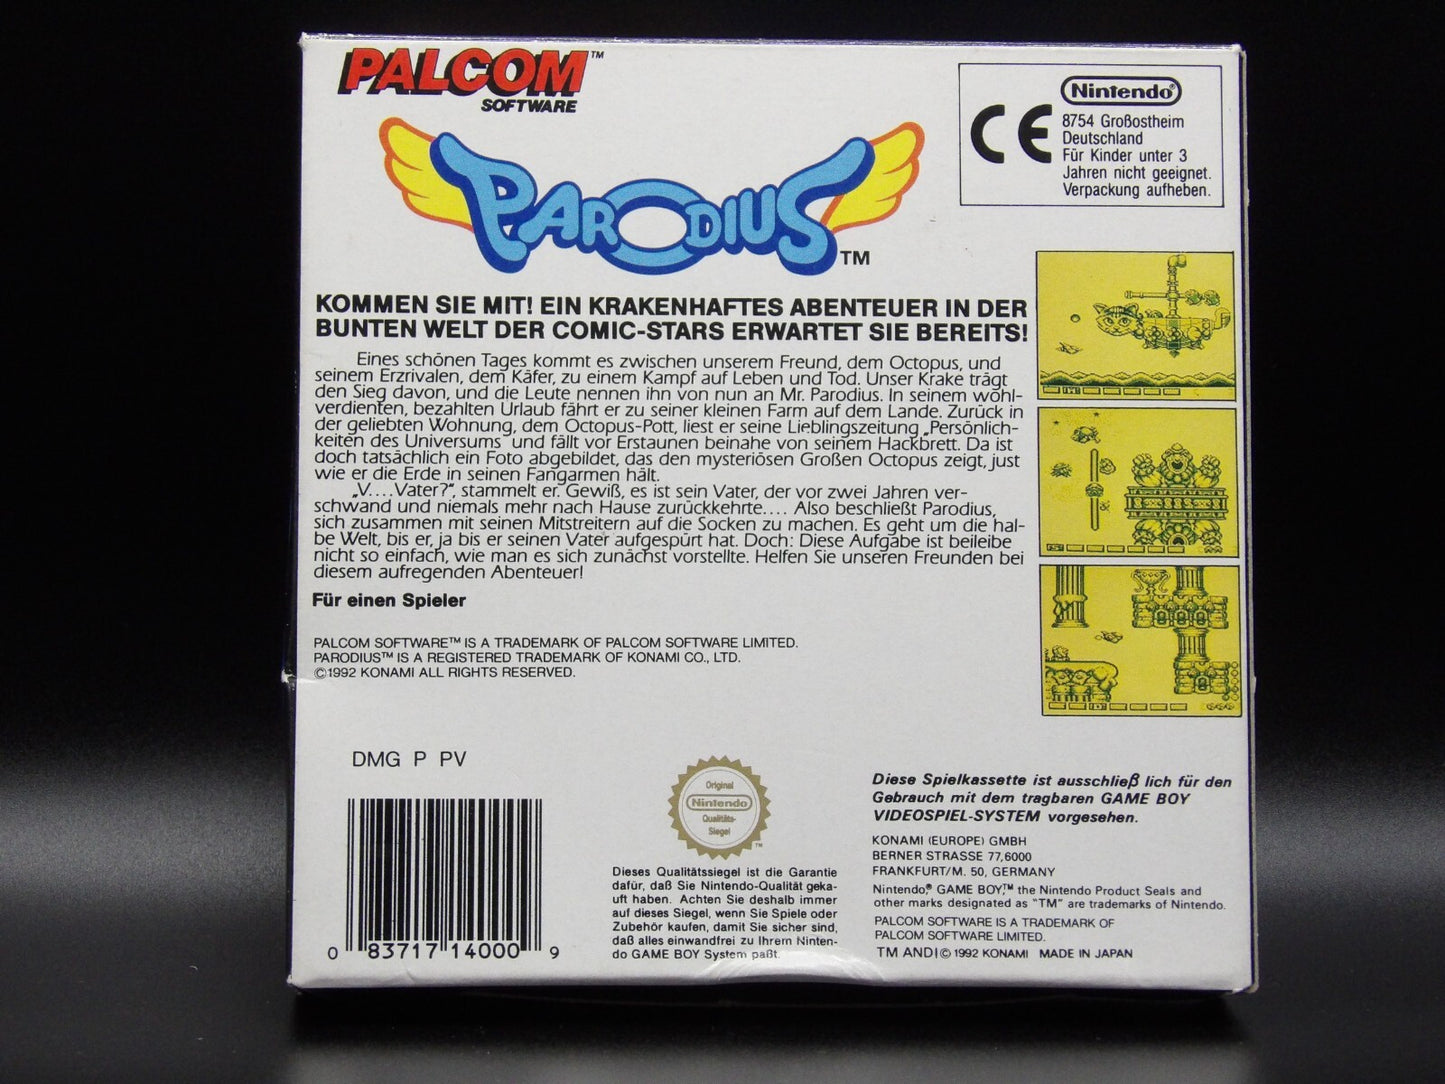 PALCOM™
SOFTWARE
PARODIUS™
Nintendo®
CE
8754 Großostheim
Deutschland
Für Kinder unter 3
Jahren nicht geeignet.
Verpackung aufheben.
KOMMEN SIE MIT! EIN KRAKENHAFTES ABENTEUER IN DER
BUNTEN WELT DER COMIC-STARS ERWARTET SIE BEREITS!
Eines schönen Tages kommt es zwischen unserem Freund, dem Octopus, und
seinem Erzrivalen, dem Käfer, zu einem Kampf auf Leben und Tod. Unser Krake trägt
den Sieg davon, und die Leute nennen ihn von nun an Mr. Parodius. In seinem wohl-
verdienten, bezahlten Urlaub fährt er zu seiner kleinen Farm auf dem Lande. Zurück in
der geliebten Wohnung, dem Octopus-Pott, liest er seine Lieblingszeitung „Persönlich-
keiten des Universums" und fällt vor Erstaunen beinahe von seinem Hackbrett. Da ist
doch tatsächlich ein Foto abgebildet, das den mysteriösen Großen Octopus zeigt, just
wie er die Erde in seinen Fangarmen hält.
„V....Vater?", stammelt er. Gewiß, es ist sein Vater, der vor zwei Jahren ver-
schwand und niemals mehr nach Hause zurückkehrte.... Also beschließt Parodius,
sich zusammen mit seinen Mitstreitern auf die Socken zu machen. Es geht um die hal-
be Welt, bis er, ja bis er seinen Vater aufgespürt hat. Doch: Diese Aufgabe ist beileibe
nicht so einfach, wie man es sich zunächst vorstellte. Helfen Sie unseren Freunden bei
diesem aufregenden Abenteuer!
Für einen Spieler
PALCOM SOFTWARE™ IS A TRADEMARK OF PALCOM SOFTWARE LIMITED.
PARODIUS™ IS A REGISTERED TRADEMARK OF KONAMI CO., LTD.
©1992 KONAMI ALL RIGHTS RESERVED.
DMG P PV
0 83717 14000 9
Original
Nintendo
Qualitäts-
Siegel
™
Dieses Qualitätssiegel ist die Garantie
dafür, daß Sie Nintendo-Qualität geka-
uft haben. Achten Sie deshalb immer
auf dieses Siegel, wenn Sie Spiele oder
Zubehör kaufen, damit Sie sicher sind,
daß alles einwandfrei zu Ihrem Ninten-
do GAME BOY System paßt.
Diese Spielkassette ist ausschließ lich für den
Gebrauch mit dem tragbaren GAME BOY
VIDEOSPIEL-SYSTEM vorgesehen.
KONAMI (EUROPE) GMBH
BERNER STRASSE 77,6000
FRANKFURT/M. 50, GERMANY
Nintendo,® GAME BOY,™ the Nintendo Product Seals and
other marks designated as "TM" are trademarks of Nintendo.
PALCOM SOFTWARE IS A TRADEMARK OF
PALCOM SOFTWARE LIMITED.
TM AND © 1992 KONAMI MADE IN JAPAN